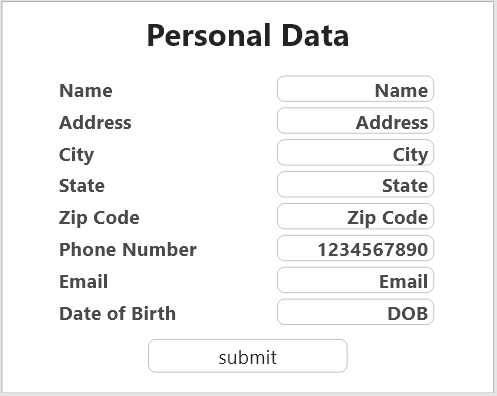 Personal Data
Name Name
Address Address
City City
State State
Zip Code Zip Code
Phone Number 1234567890
Email Email
Date of Birth DOB
submit